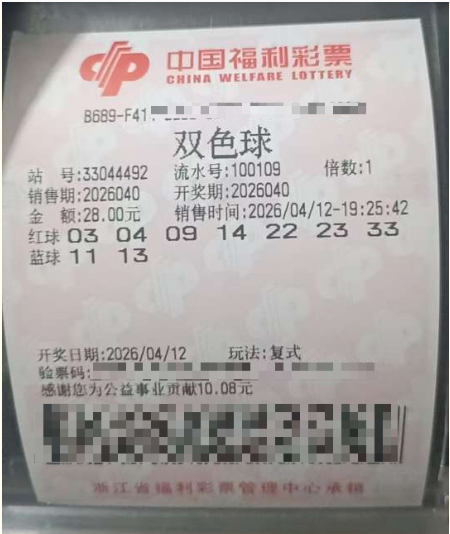 中国福利彩票
CHINA WELFARE LOTTERY
B689-F41
双色球
站 号:33044492 流水号:100109 倍数:1
销售期:2026040 开奖期:2026040
金 额:28.00元 销售时间:2026/04/12-19:25:42
红球 03 04 09 14 22 23 33
蓝球 11 13
开奖日期:2026/04/12 玩法:复式
验票码:
感谢您为公益事业贡献10.08元
浙江省福利彩票管理中心承销